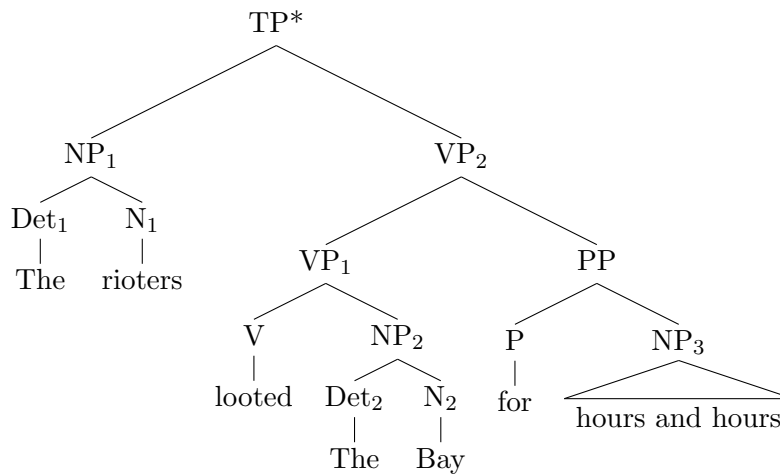 TP*
NP₁ VP₂
Det₁ N₁ VP₁ PP
The rioters V NP₂ P NP₃
looted Det₂ N₂ for hours and hours
The Bay